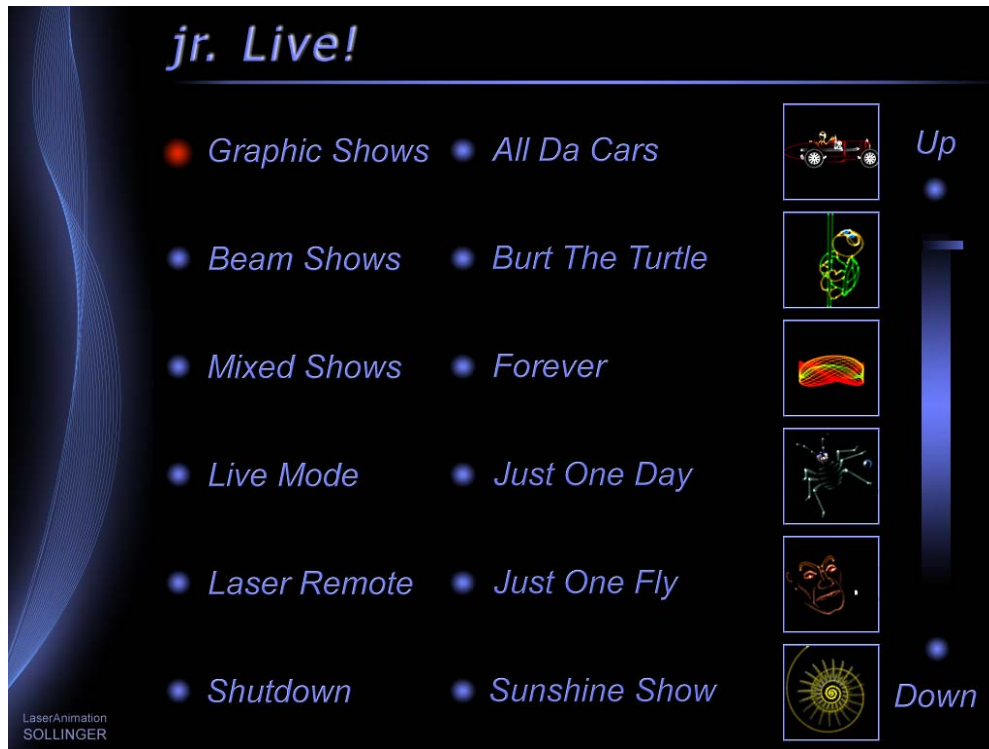 jr. Live!
Graphic Shows
All Da Cars
Up
Beam Shows
Burt The Turtle
Mixed Shows
Forever
Live Mode
Just One Day
Laser Remote
Just One Fly
Shutdown
Sunshine Show
Down
LaserAnimation
SOLLINGER